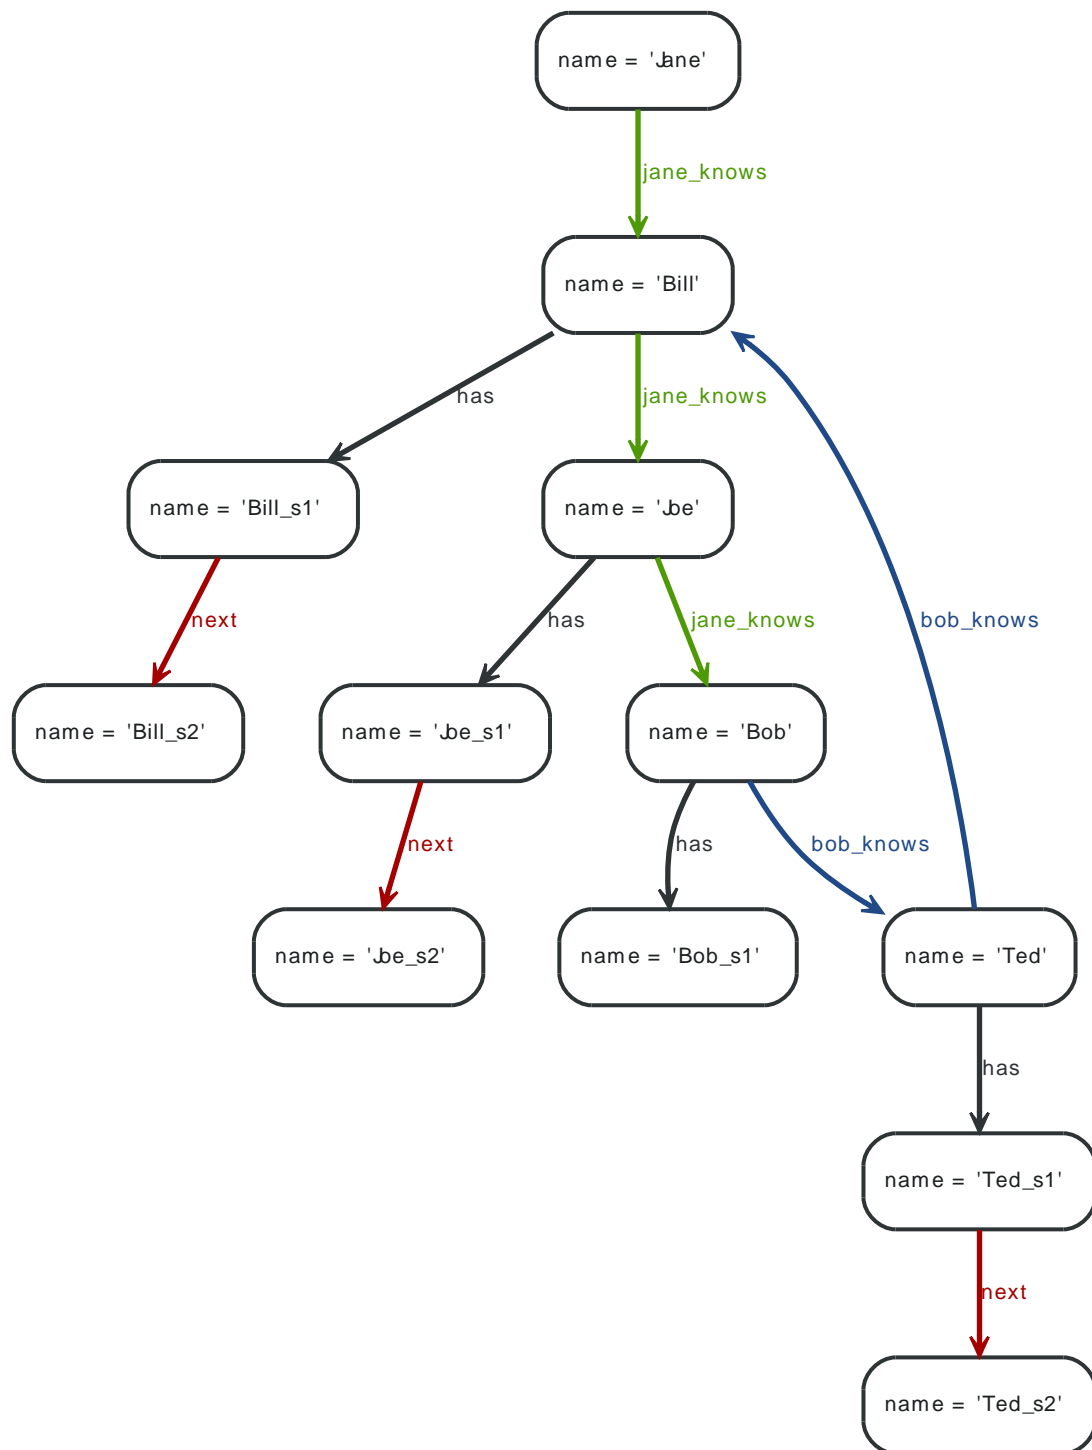 name = 'Jane'
jane_knows
name = 'Bill'
has
jane_knows
bob_knows
name = 'Bill_s1'
name = 'Joe'
next
has
jane_knows
name = 'Bill_s2'
name = 'Joe_s1'
name = 'Bob'
next
has
bob_knows
name = 'Joe_s2'
name = 'Bob_s1'
name = 'Ted'
has
name = 'Ted_s1'
next
name = 'Ted_s2'